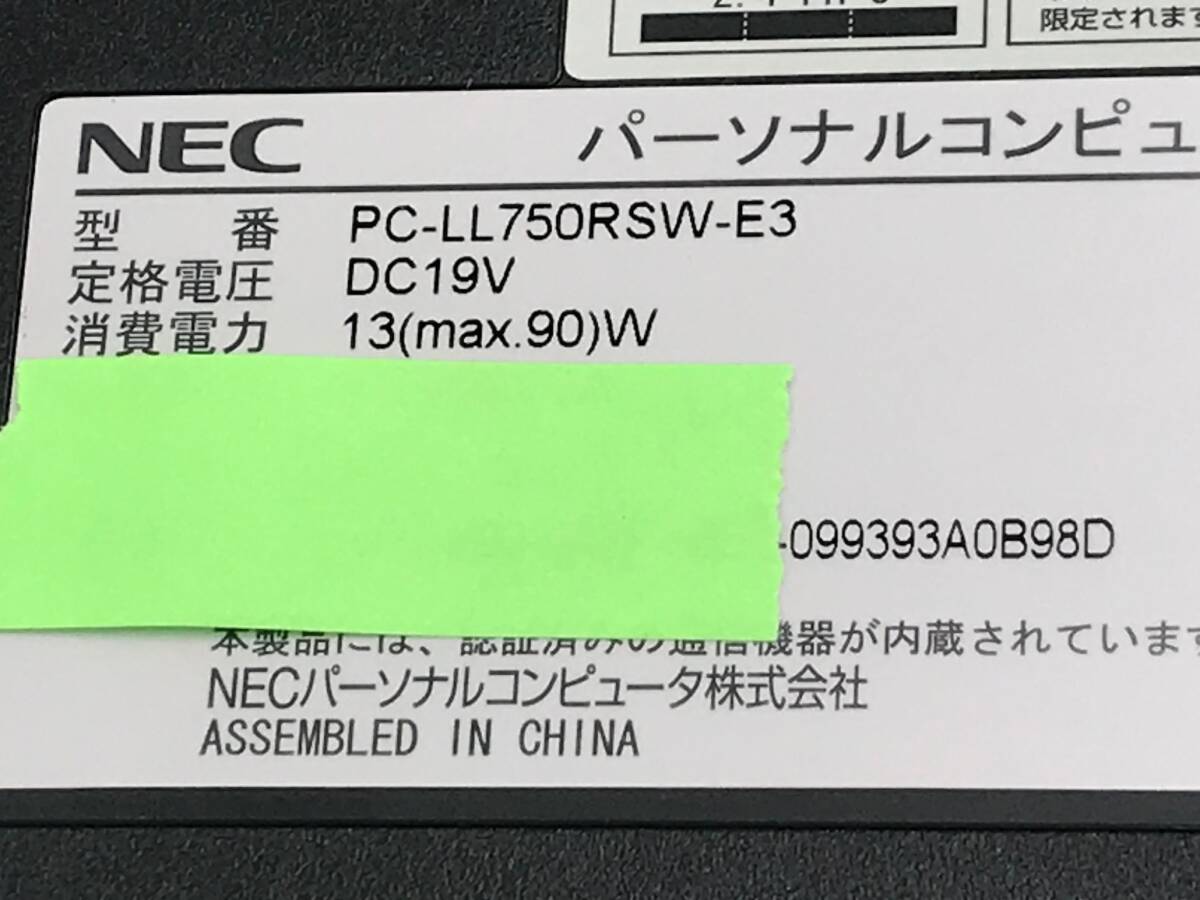 限定されます
NEC パーソナルコンピュ
型番 PC-LL750RSW-E3
定格電圧 DC19V
消費電力 13(max.90)W
-099393A0B98D
本製品には、認証済みの通信機器が内蔵されています
NECパーソナルコンピュータ株式会社
ASSEMBLED IN CHINA